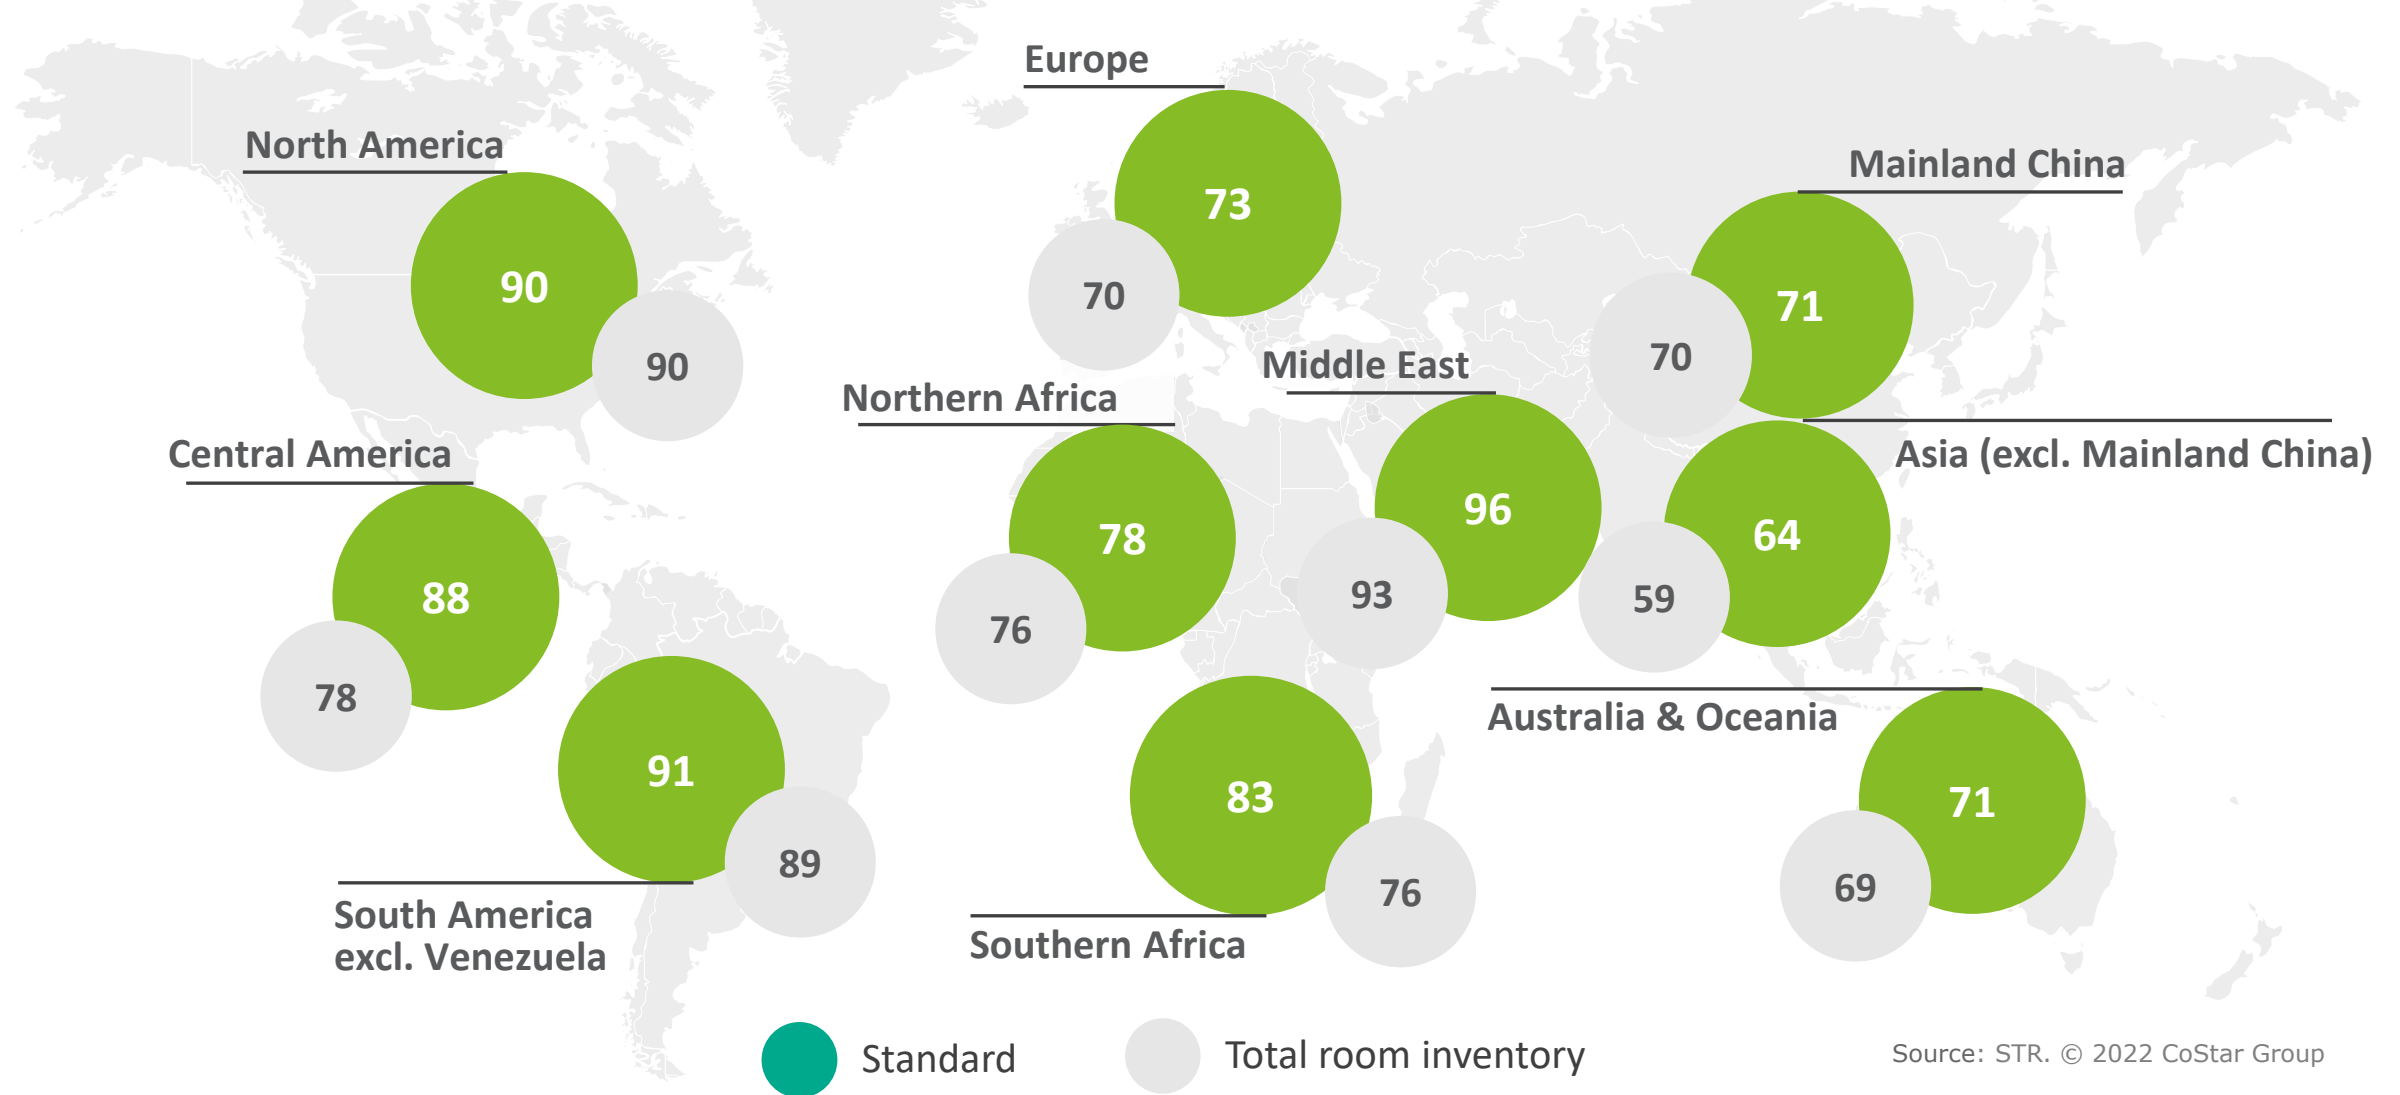 Europe
73
70
North America
90
90
Mainland China
71
70
Middle East
96
93
Northern Africa
78
76
Central America
88
78
Asia (excl. Mainland China)
64
59
South America
excl. Venezuela
91
89
Southern Africa
83
76
Australia & Oceania
71
69
Standard
Total room inventory
Source: STR. © 2022 CoStar Group